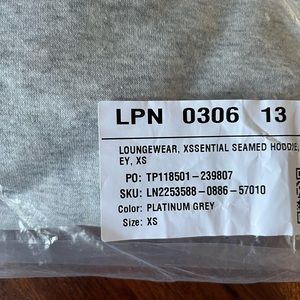 LPN 0306 13
LOUNGEWEAR, XSSENTIAL SEAMED HOODIE,
EY, XS
PO: TP118501-239807
SKU: LN2253588-0886-57010
Color: PLATINUM GREY
Size: XS